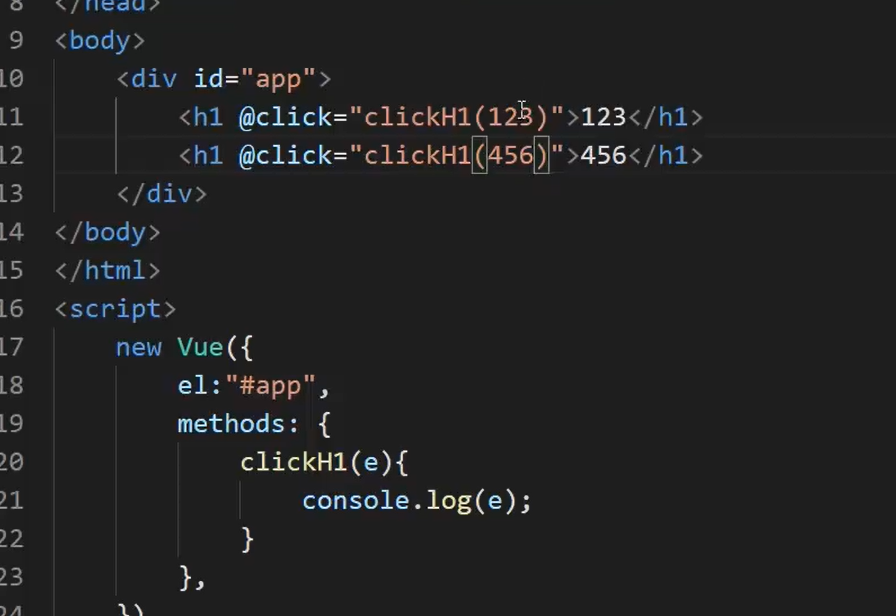 8 </head>
9 <body>
10 <div id="app">
11 <h1 @click="clickH1(123)">123</h1>
12 <h1 @click="clickH1(456)">456</h1>
13 </div>
14 </body>
15 </html>
16 <script>
17 new Vue({
18 el:"#app",
19 methods: {
20 clickH1(e){
21 console.log(e);
22 }
23 },
24 })